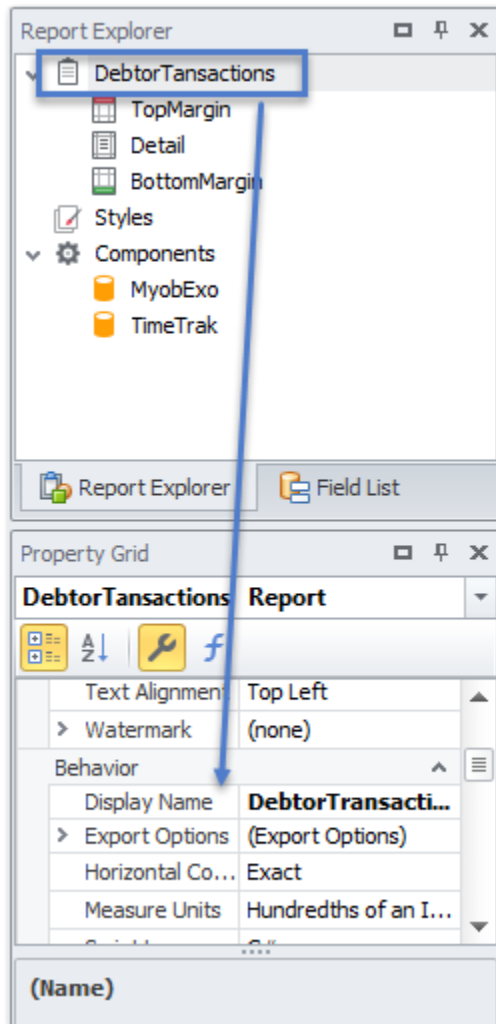 Report Explorer
DebtorTansactions
TopMargin
Detail
BottomMargin
Styles
Components
MyobExo
TimeTrak
Report Explorer Field List
Property Grid
DebtorTansactions Report
Text Alignment Top Left
Watermark (none)
Behavior
Display Name DebtorTransacti...
Export Options (Export Options)
Horizontal Co... Exact
Measure Units Hundredths of an I...
(Name)